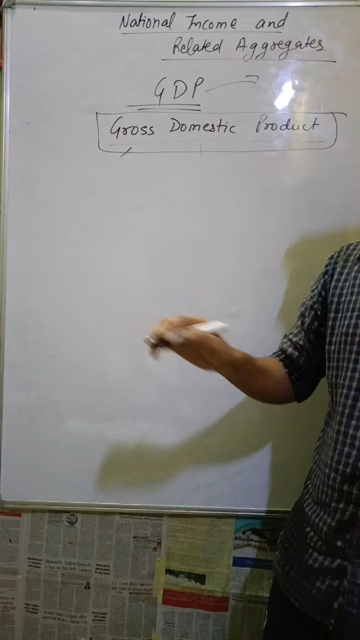 National Income and
Related Aggregates
GDP
Gross Domestic Product